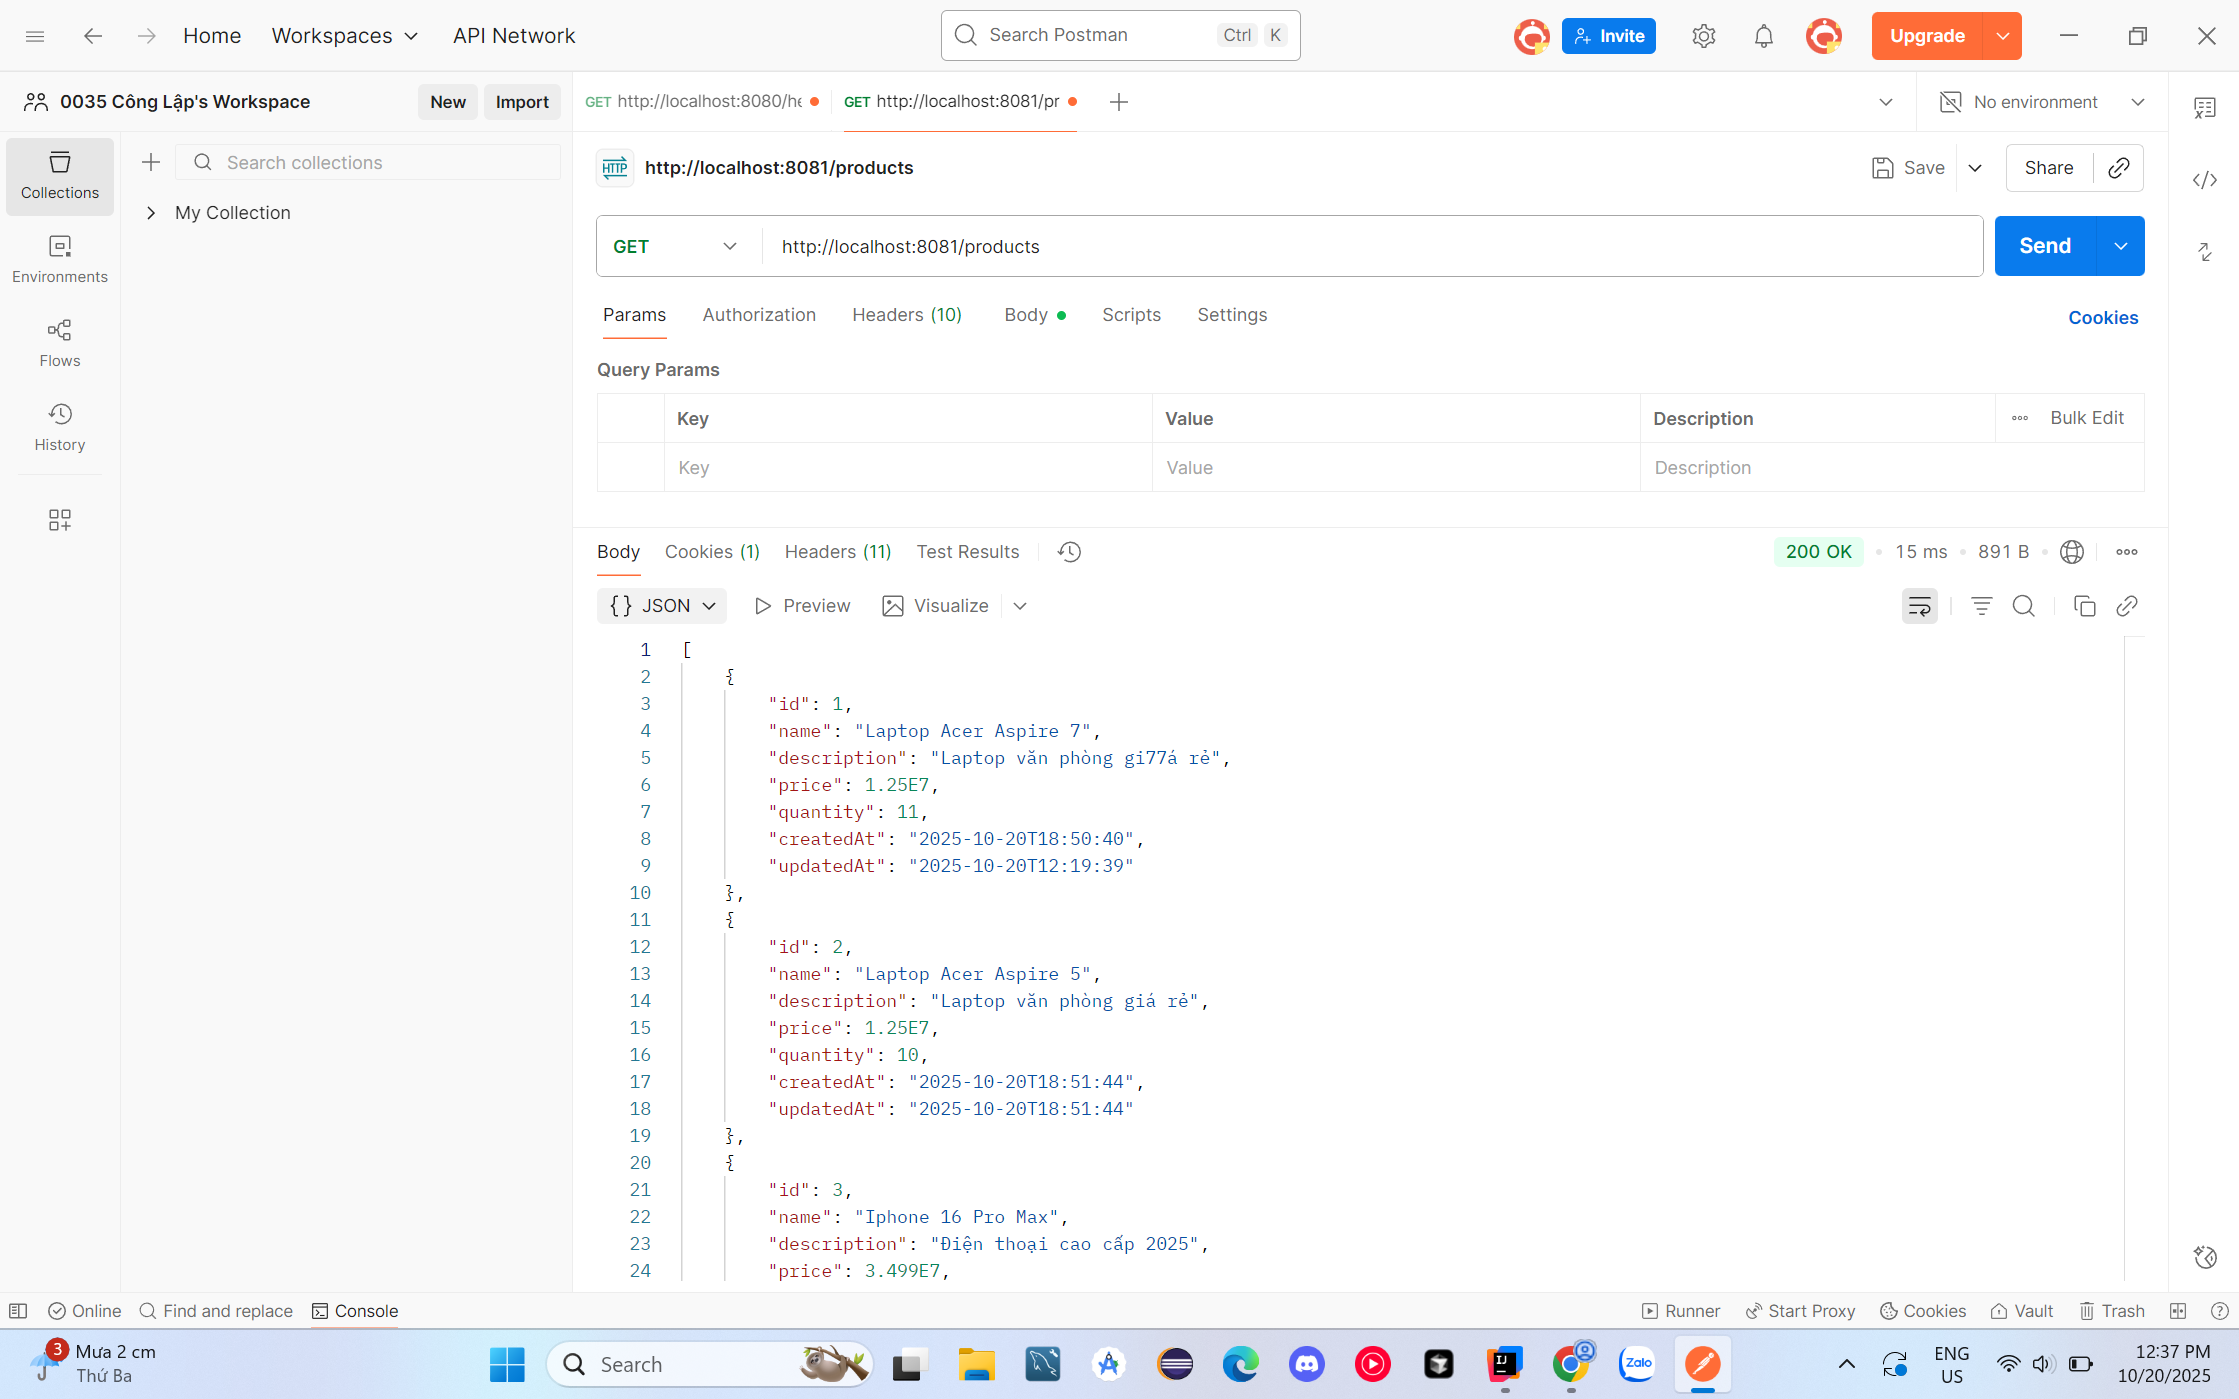 Home
Workspaces
API Network
Search Postman
Ctrl K
Invite
Upgrade
0035 Công Lập's Workspace
New
Import
GET http://localhost:8080/he
GET http://localhost:8081/pr
No environment
Collections
Environments
Flows
History
Search collections
My Collection
HTTP http://localhost:8081/products
Save
Share
GET http://localhost:8081/products
Send
Params Authorization Headers (10) Body Scripts Settings
Cookies
Query Params
Key Value Description Bulk Edit
Key Value Description
Body Cookies (1) Headers (11) Test Results
200 OK 15 ms 891 B
{} JSON Preview Visualize
1 [
2 {
3 "id": 1,
4 "name": "Laptop Acer Aspire 7",
5 "description": "Laptop văn phòng gi77á rẻ",
6 "price": 1.25E7,
7 "quantity": 11,
8 "createdAt": "2025-10-20T18:50:40",
9 "updatedAt": "2025-10-20T12:19:39"
10 },
11 {
12 "id": 2,
13 "name": "Laptop Acer Aspire 5",
14 "description": "Laptop văn phòng giá rẻ",
15 "price": 1.25E7,
16 "quantity": 10,
17 "createdAt": "2025-10-20T18:51:44",
18 "updatedAt": "2025-10-20T18:51:44"
19 },
20 {
21 "id": 3,
22 "name": "Iphone 16 Pro Max",
23 "description": "Điện thoại cao cấp 2025",
24 "price": 3.499E7,
Online Find and replace Console
Runner Start Proxy Cookies Vault Trash
3
Mưa 2 cm
Thứ Ba
Search
IJ
Zalo
ENG
US
12:37 PM
10/20/2025